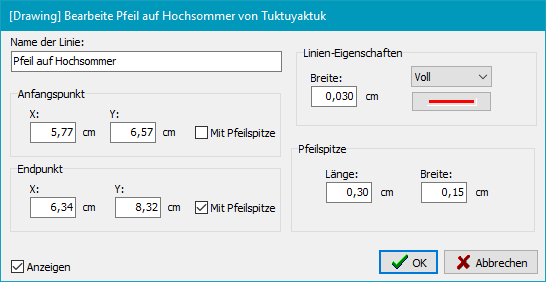 [Drawing] Bearbeite Pfeil auf Hochsommer von Tuktuyaktuk
Name der Linie:
Pfeil auf Hochsommer
Anfangspunkt
X: Y:
5,77 cm 6,57 cm Mit Pfeilspitze
Endpunkt
X: Y:
6,34 cm 8,32 cm Mit Pfeilspitze
Anzeigen
Linien-Eigenschaften
Breite: Voll
0,030 cm
Pfeilspitze
Länge: Breite:
0,30 cm 0,15 cm
OK Abbrechen